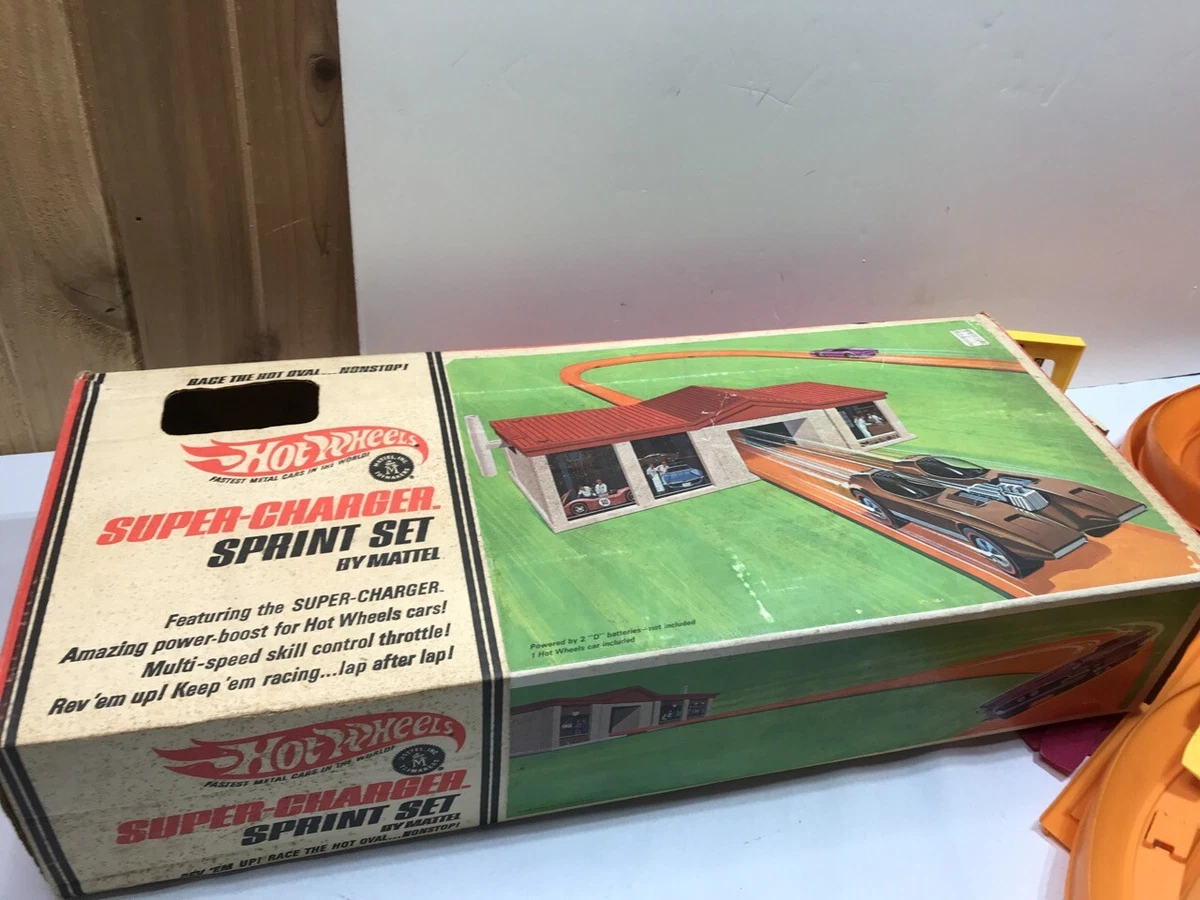 RACE THE HOT OVAL...NONSTOP!
HOT WHEELS
FASTEST METAL CARS IN THE WORLD!
MATTEL, INC.
M
TOYMAKERS
®
SUPER-CHARGER™
SPRINT SET
BY MATTEL
Featuring the SUPER-CHARGER™
Amazing power-boost for Hot Wheels cars!
Multi-speed skill control throttle!
Rev 'em up! Keep 'em racing...lap after lap!
Powered by 2 "D" batteries—not included
1 Hot Wheels car included
HOT WHEELS
FASTEST METAL CARS IN THE WORLD!
MATTEL, INC.
M
TOYMAKERS
®
SUPER-CHARGER™
SPRINT SET
BY MATTEL
REV 'EM UP! RACE THE HOT OVAL...NONSTOP!